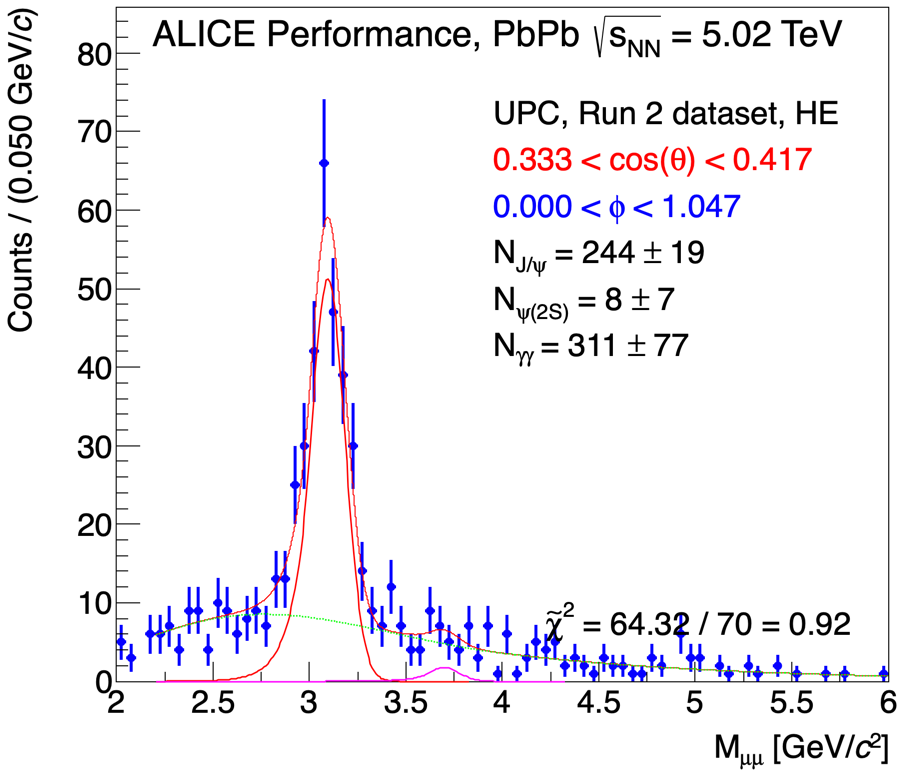 ALICE Performance, PbPb √sNN = 5.02 TeV
UPC, Run 2 dataset, HE
0.333 < cos(θ) < 0.417
0.000 < ϕ < 1.047
NJ/ψ = 244 ± 19
Nψ(2S) = 8 ± 7
Nγγ = 311 ± 77
χ̃² = 64.32 / 70 = 0.92
Counts / (0.050 GeV/c)
80
70
60
50
40
30
20
10
0
2 2.5 3 3.5 4 4.5 5 5.5 6
Mμμ [GeV/c²]